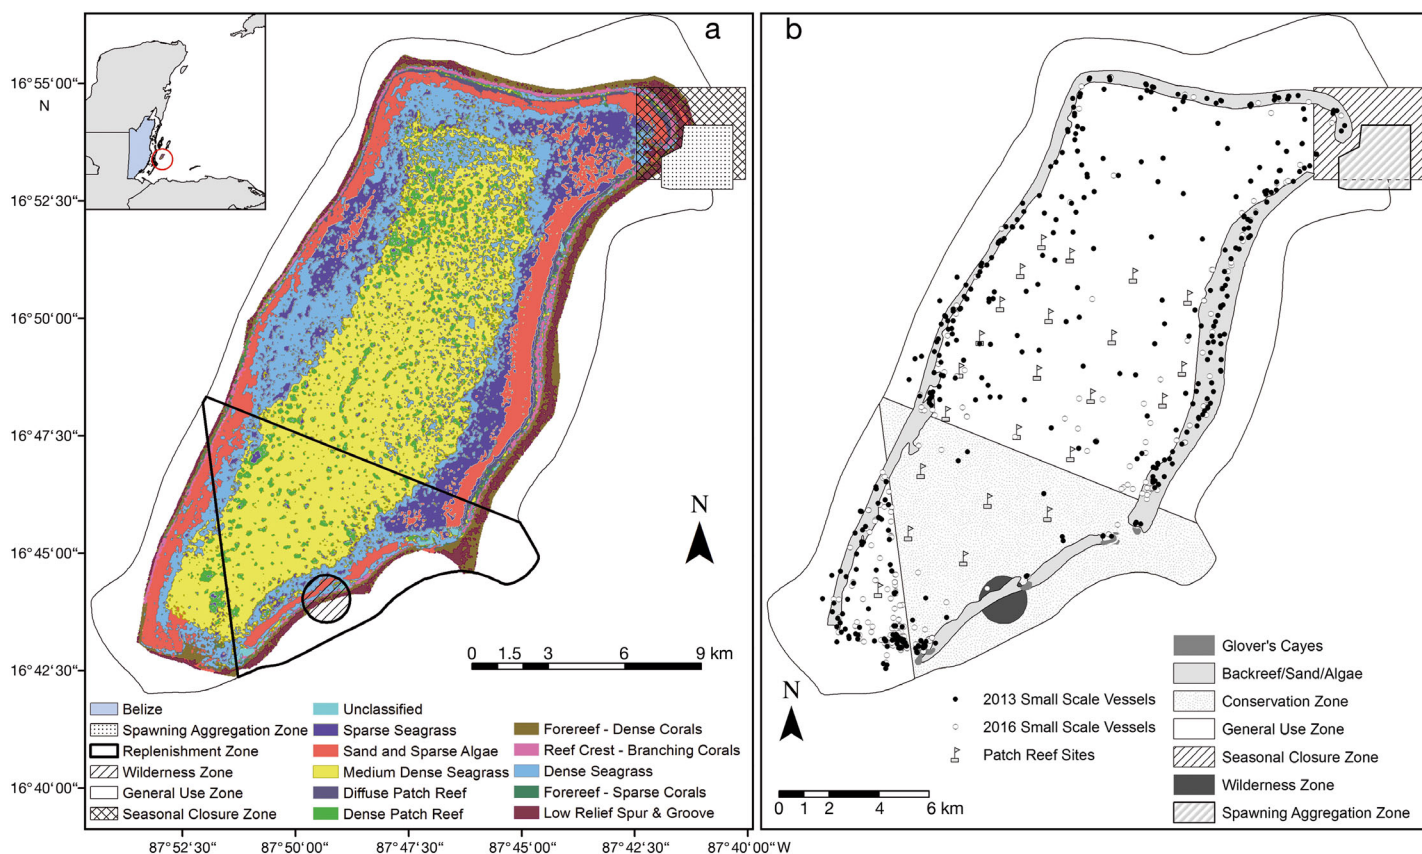 a
b
16°55'00"
N
16°52'30"
16°50'00"
16°47'30"
16°45'00"
16°42'30"
16°40'00"
N
0 1.5 3 6 9 km
Belize
Spawning Aggregation Zone
Replenishment Zone
Wilderness Zone
General Use Zone
Seasonal Closure Zone
Unclassified
Sparse Seagrass
Sand and Sparse Algae
Medium Dense Seagrass
Diffuse Patch Reef
Dense Patch Reef
Forereef - Dense Corals
Reef Crest - Branching Corals
Dense Seagrass
Forereef - Sparse Corals
Low Relief Spur & Groove
87°52'30" 87°50'00" 87°47'30" 87°45'00" 87°42'30" 87°40'00"W
2013 Small Scale Vessels
2016 Small Scale Vessels
Patch Reef Sites
N
0 1 2 4 6 km
Glover's Cayes
Backreef/Sand/Algae
Conservation Zone
General Use Zone
Seasonal Closure Zone
Wilderness Zone
Spawning Aggregation Zone